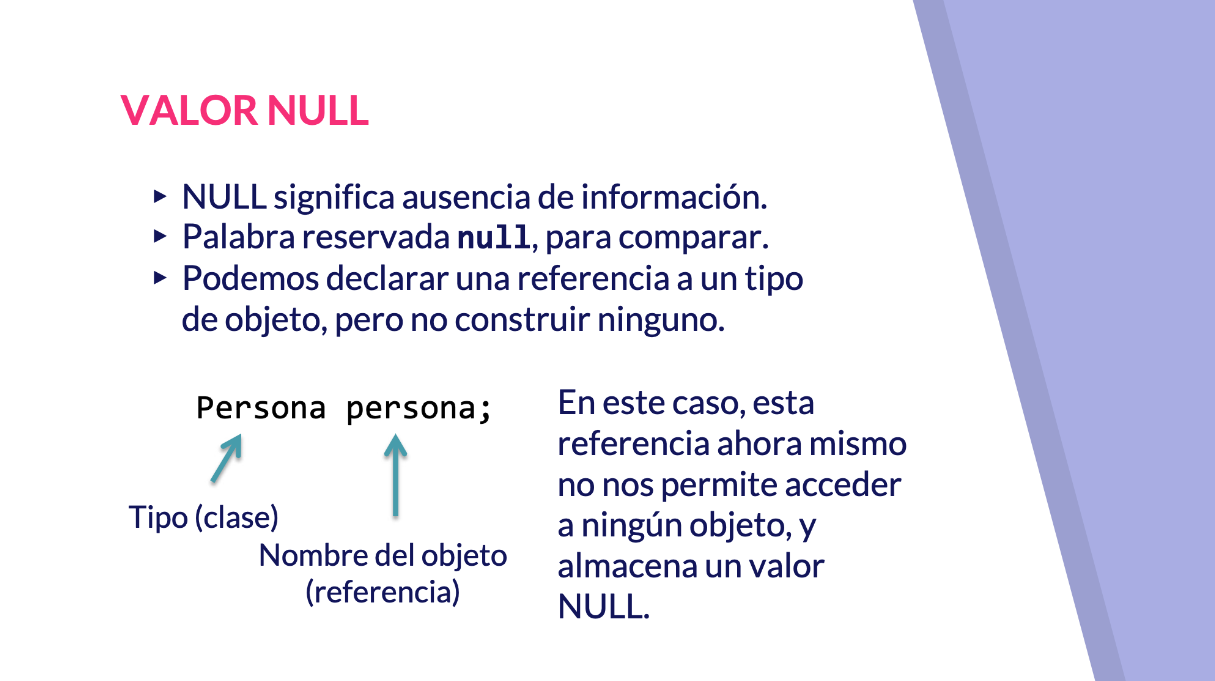 VALOR NULL
▸ NULL significa ausencia de información.
▸ Palabra reservada null, para comparar.
▸ Podemos declarar una referencia a un tipo
de objeto, pero no construir ninguno.
Persona persona;
Tipo (clase)
Nombre del objeto
(referencia)
En este caso, esta
referencia ahora mismo
no nos permite acceder
a ningún objeto, y
almacena un valor
NULL.